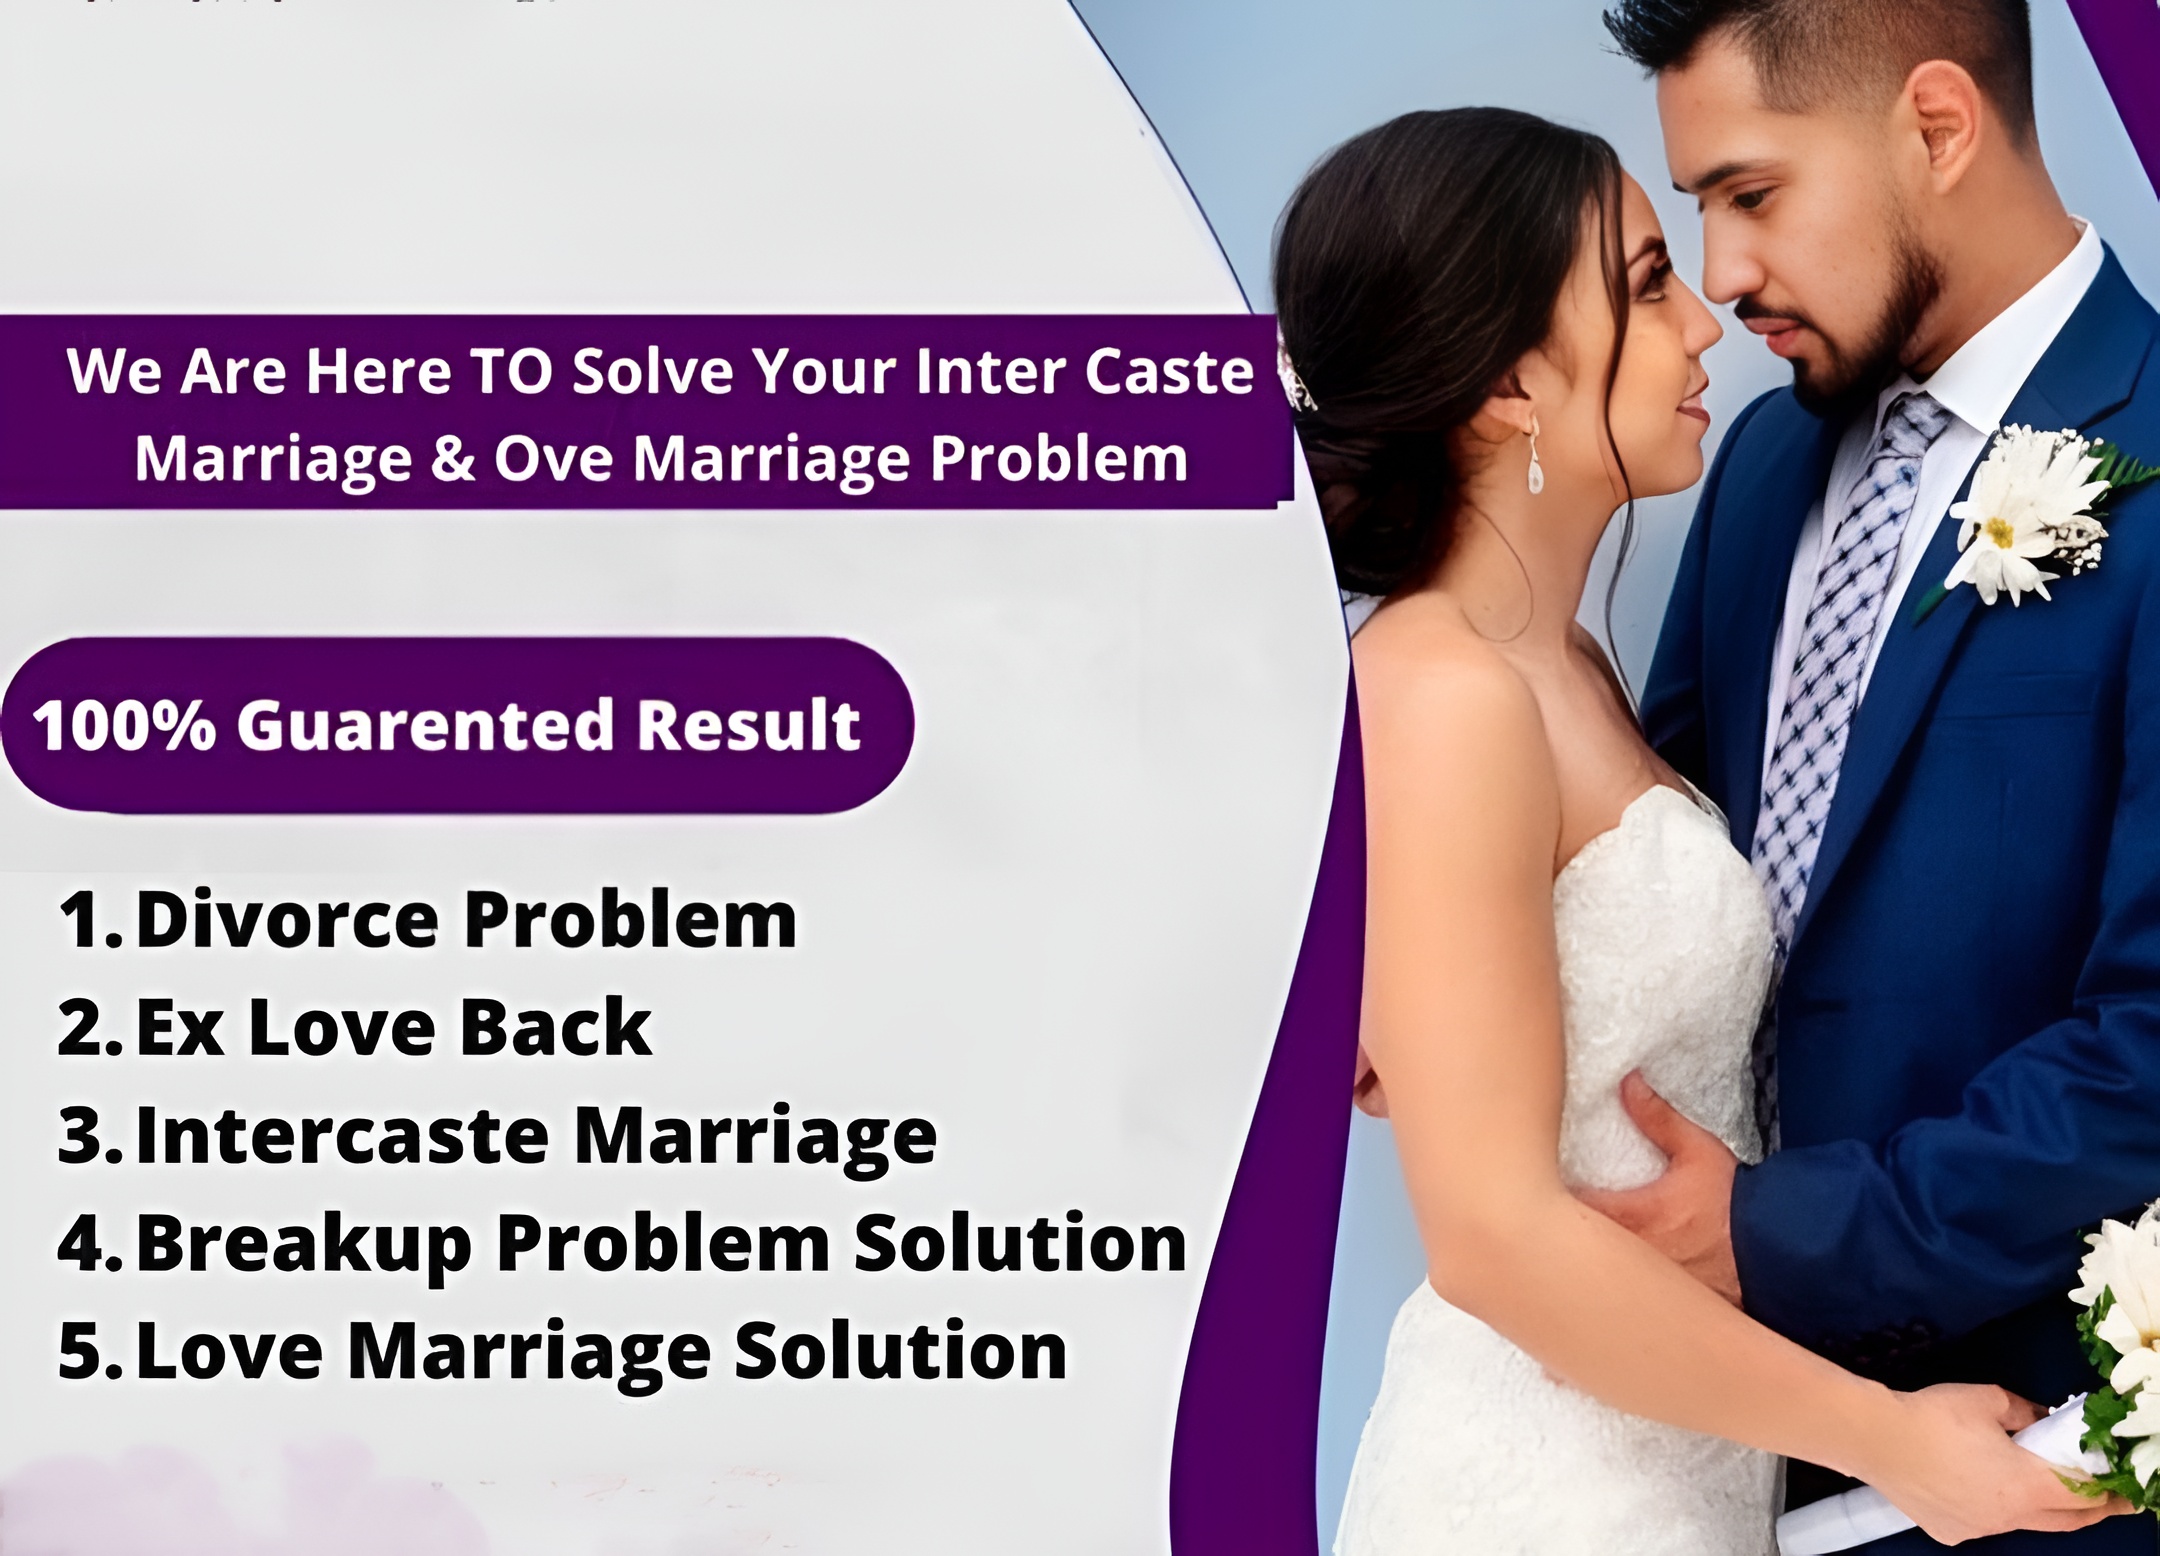 We Are Here TO Solve Your Inter Caste
Marriage & Ove Marriage Problem
100% Guarented Result
1. Divorce Problem
2. Ex Love Back
3. Intercaste Marriage
4. Breakup Problem Solution
5. Love Marriage Solution